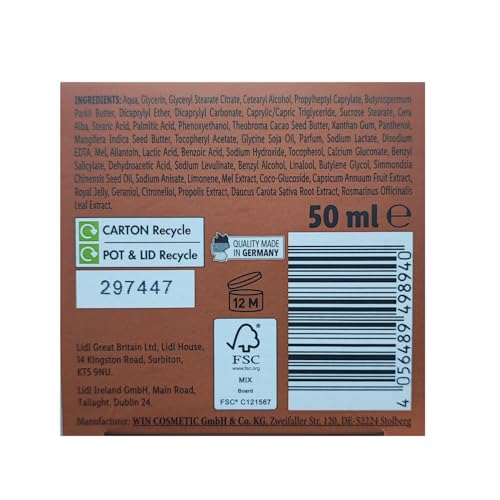 INGREDIENTS: Aqua, Glycerin, Glyceryl Stearate Citrate, Cetearyl Alcohol, Propylheptyl Caprylate, Butyrospermum
Parkii Butter, Dicaprylyl Ether, Dicaprylyl Carbonate, Caprylic/Capric Triglyceride, Sucrose Stearate, Cera
Alba, Stearic Acid, Palmitic Acid, Phenoxyethanol, Theobroma Cacao Seed Butter, Xanthan Gum, Panthenol,
Mangifera Indica Seed Butter, Tocopheryl Acetate, Glycine Soja Oil, Parfum, Sodium Lactate, Disodium
EDTA, Mel, Allantoin, Lactic Acid, Benzoic Acid, Sodium Hydroxide, Tocopherol, Calcium Gluconate, Benzyl
Salicylate, Dehydroacetic Acid, Sodium Levulinate, Benzyl Alcohol, Linalool, Butylene Glycol, Simmondsia
Chinensis Seed Oil, Sodium Anisate, Limonene, Mel Extract, Coco-Glucoside, Capsicum Annuum Fruit Extract,
Royal Jelly, Geraniol, Citronellol, Propolis Extract, Daucus Carota Sativa Root Extract, Rosmarinus Officinalis
Leaf Extract.
50 ml ℮
CARTON Recycle
POT & LID Recycle
QUALITY MADE
IN GERMANY
297447
12 M
Lidl Great Britain Ltd, Lidl House,
14 Kingston Road, Surbiton,
KT5 9NU.
Lidl Ireland GmbH, Main Road,
Tallaght, Dublin 24.
FSC
www.fsc.org
MIX
Board
FSC® C121567
4 056489 498940
Manufacturer: WIN COSMETIC GmbH & Co. KG, Zweifaller Str. 120, DE-52224 Stolberg